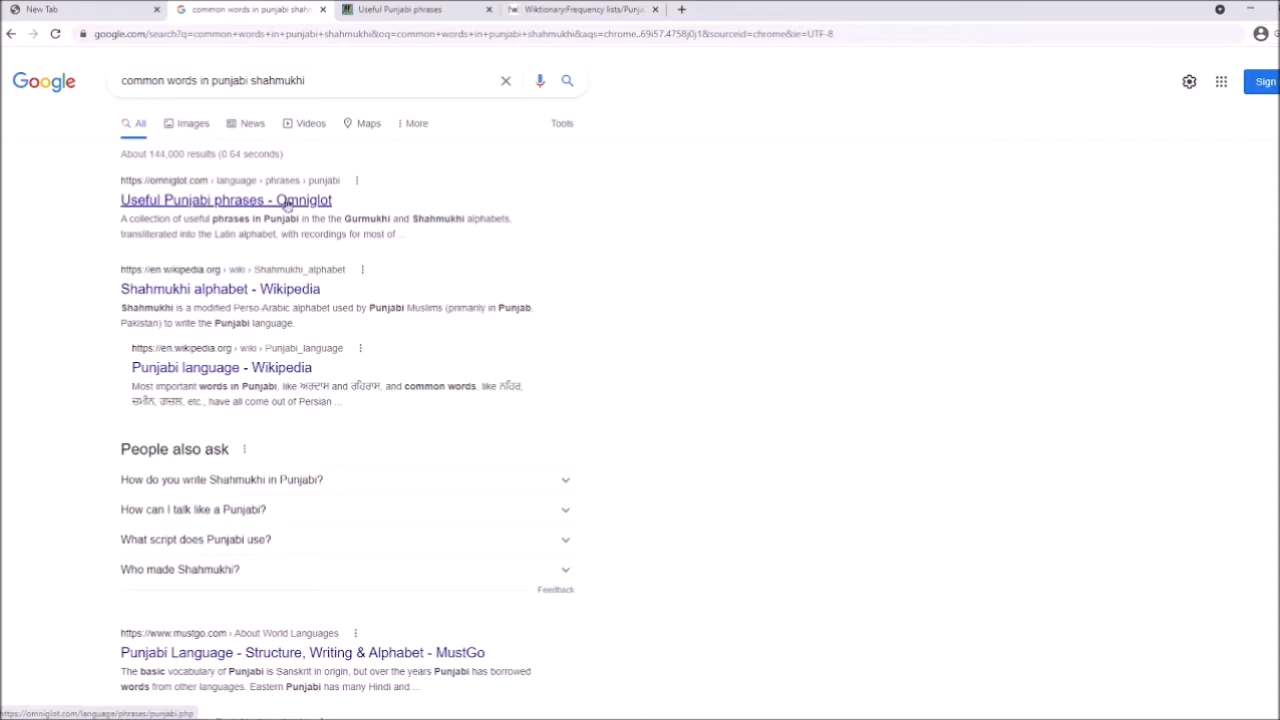 New Tab
common words in punjabi shahm
Useful Punjabi phrases
Wiktionary:Frequency lists/Punja
google.com/search?q=common+words+in+punjabi+shahmukhi&oq=common+words+in+punjabi+shahmukhi&aqs=chrome..69i57.4758j0j1&sourceid=chrome&ie=UTF-8
Google
common words in punjabi shahmukhi
Sign
All
Images
News
Videos
Maps
More
Tools
About 144,000 results (0.64 seconds)
https://omniglot.com › language › phrases › punjabi
Useful Punjabi phrases - Omniglot
A collection of useful phrases in Punjabi in the the Gurmukhi and Shahmukhi alphabets,
transliterated into the Latin alphabet, with recordings for most of ...
https://en.wikipedia.org › wiki › Shahmukhi_alphabet
Shahmukhi alphabet - Wikipedia
Shahmukhi is a modified Perso-Arabic alphabet used by Punjabi Muslims (primarily in Punjab,
Pakistan) to write the Punjabi language.
https://en.wikipedia.org › wiki › Punjabi_language
Punjabi language - Wikipedia
Most important words in Punjabi, like ਅਰਦਾਸ and ਰਹਿਰਾਸ, and common words, like ਨਹਿਰ,
ਜ਼ਮੀਨ, ਗ਼ਜ਼ਲ, etc., have all come out of Persian ...
People also ask
How do you write Shahmukhi in Punjabi?
How can I talk like a Punjabi?
What script does Punjabi use?
Who made Shahmukhi?
Feedback
https://www.mustgo.com › About World Languages
Punjabi Language - Structure, Writing & Alphabet - MustGo
The basic vocabulary of Punjabi is Sanskrit in origin, but over the years Punjabi has borrowed
words from other languages. Eastern Punjabi has many Hindi and ...
https://omniglot.com/language/phrases/punjabi.php